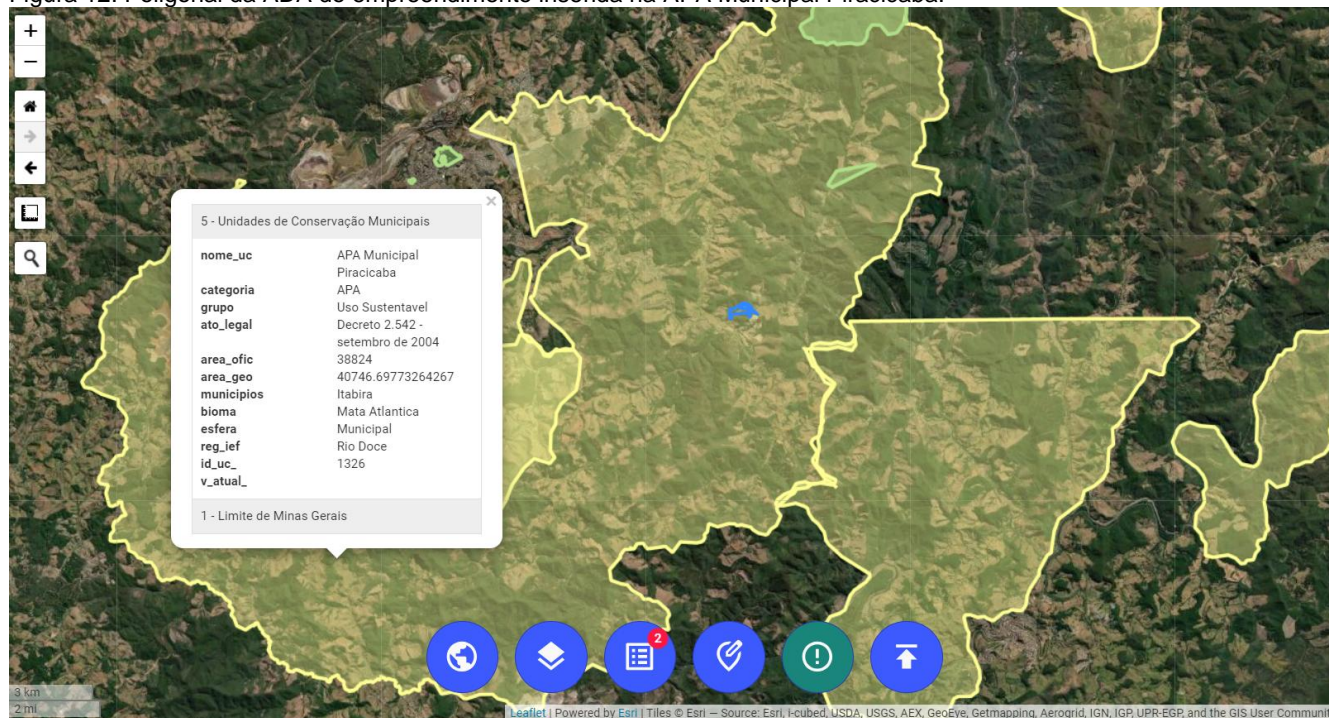 Figura 12: Poligonal da ADA do empreendimento inserida na APA Municipal Piracicaba.
+
−
×
5 - Unidades de Conservação Municipais
nome_uc APA Municipal
Piracicaba
categoria APA
grupo Uso Sustentavel
ato_legal Decreto 2.542 -
setembro de 2004
area_ofic 38824
area_geo 40746.69773264267
municipios Itabira
bioma Mata Atlantica
esfera Municipal
reg_ief Rio Doce
id_uc_ 1326
v_atual_
1 - Limite de Minas Gerais
2
3 km
2 mi
Leaflet | Powered by Esri | Tiles © Esri — Source: Esri, i-cubed, USDA, USGS, AEX, GeoEye, Getmapping, Aerogrid, IGN, IGP, UPR-EGP, and the GIS User Communit